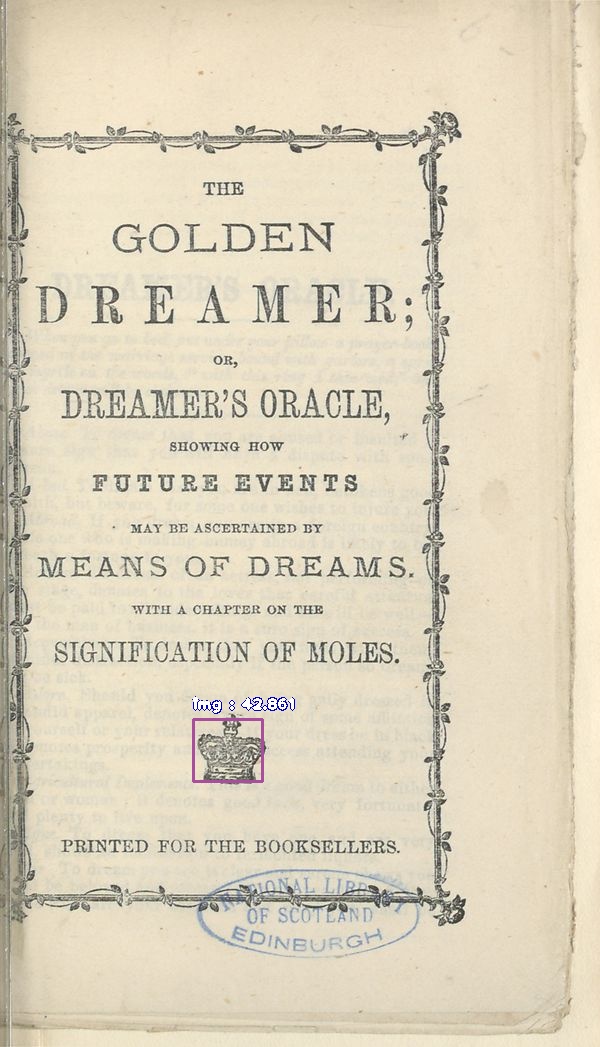 THE
GOLDEN
DREAMER;
OR,
DREAMER'S ORACLE,
SHOWING HOW
FUTURE EVENTS
MAY BE ASCERTAINED BY
MEANS OF DREAMS.
WITH A CHAPTER ON THE
SIGNIFICATION OF MOLES.
img : 42.861
PRINTED FOR THE BOOKSELLERS.
NATIONAL LIBRARY
OF SCOTLAND
EDINBURGH